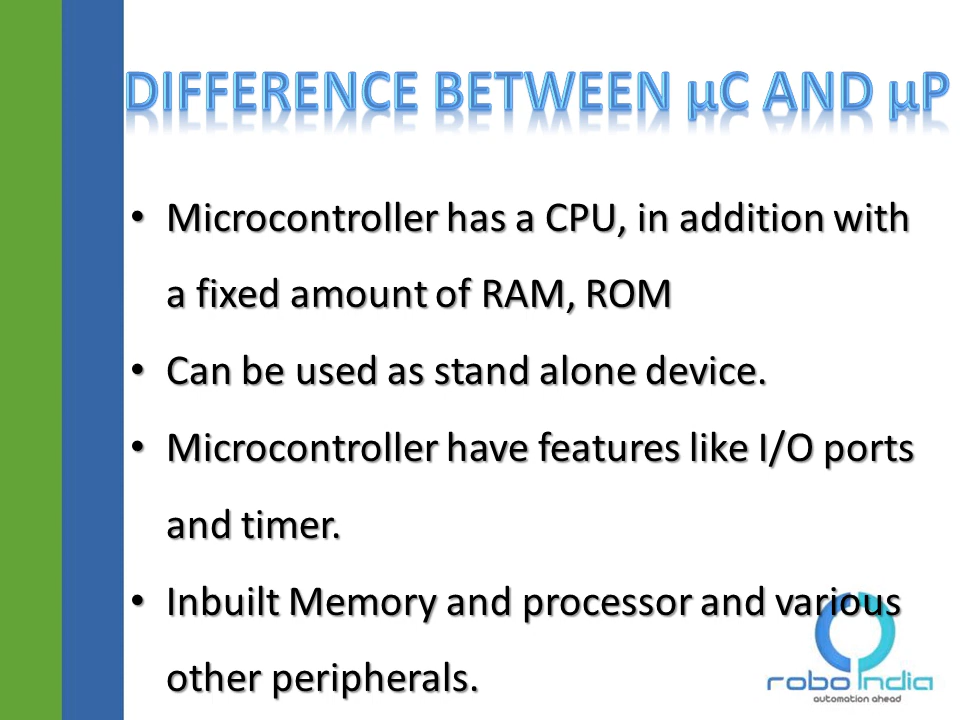 DIFFERENCE BETWEEN µC AND µP
• Microcontroller has a CPU, in addition with
a fixed amount of RAM, ROM
• Can be used as stand alone device.
• Microcontroller have features like I/O ports
and timer.
• Inbuilt Memory and processor and various
other peripherals.
robo india
automation ahead